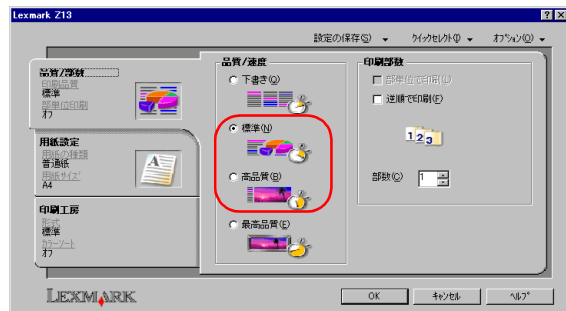 Lexmark Z13
設定の保存(S)
クイックセレクト(I)
オプション(O)
品質/部数
印刷品質
標準
部単位印刷
オフ
用紙設定
用紙の種類
普通紙
用紙サイズ
A4
印刷工房
形式
標準
カラーソート
オフ
品質/速度
下書き(Q)
標準(N)
高品質(B)
最高品質(E)
印刷部数
部単位で印刷(U)
逆順で印刷(F)
1 2 3
部数(C) 1
LEXMARK
OK
キャンセル
ヘルプ